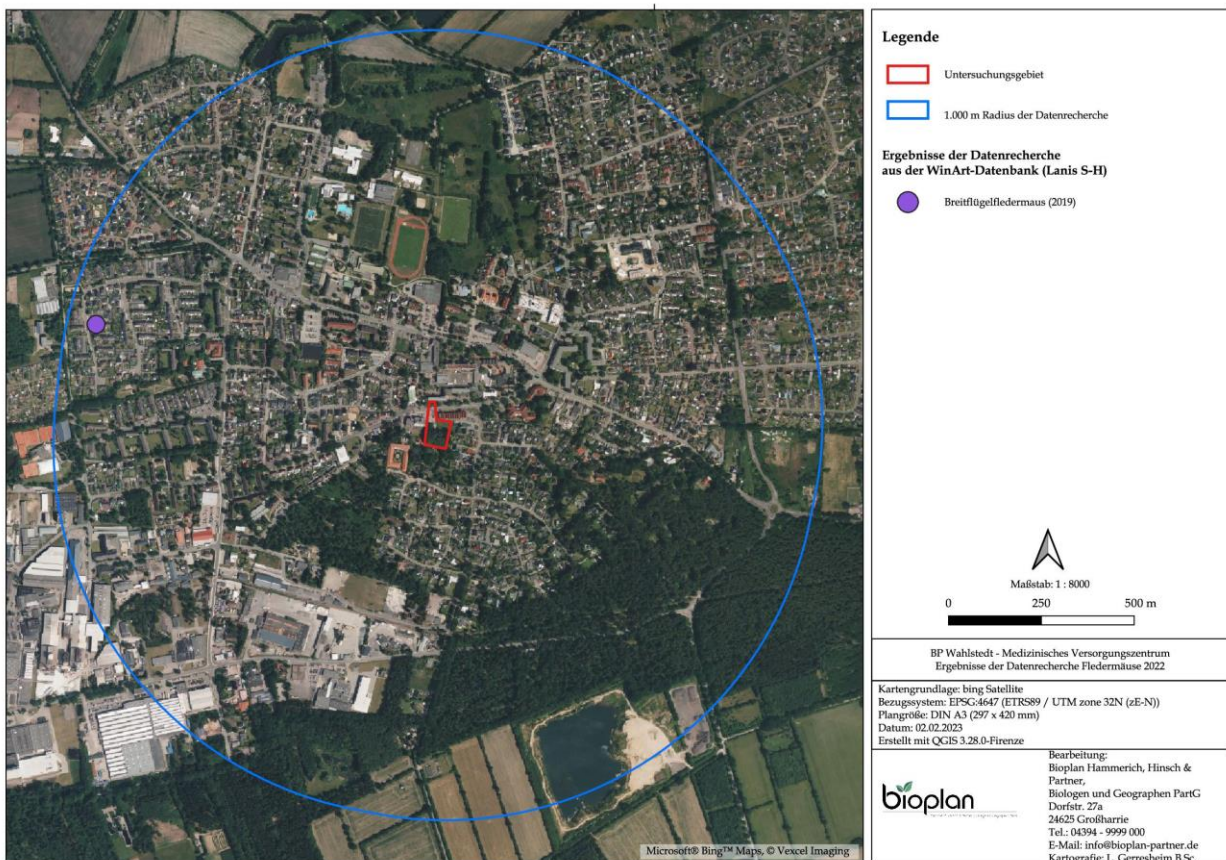 Legende
Untersuchungsgebiet
1.000 m Radius der Datenrecherche
Ergebnisse der Datenrecherche
aus der WinArt-Datenbank (Lanis S-H)
Breitflügelfledermaus (2019)
Maßstab: 1 : 8000
0 250 500 m
BP Wahlstedt - Medizinisches Versorgungszentrum
Ergebnisse der Datenrecherche Fledermäuse 2022
Kartengrundlage: bing Satellite
Bezugssystem: EPSG:4647 (ETRS89 / UTM zone 32N (zE-N))
Plangröße: DIN A3 (297 x 420 mm)
Datum: 02.02.2023
Erstellt mit QGIS 3.28.0-Firenze
bioplan
Bearbeitung:
Bioplan Hammerich, Hinsch &
Partner,
Biologen und Geographen PartG
Dorfstr. 27a
24625 Großharrie
Tel.: 04394 - 9999 000
E-Mail: info@bioplan-partner.de
Kartografie: L. Gerresheim B.Sc.
Microsoft® Bing™ Maps, © Vexcel Imaging